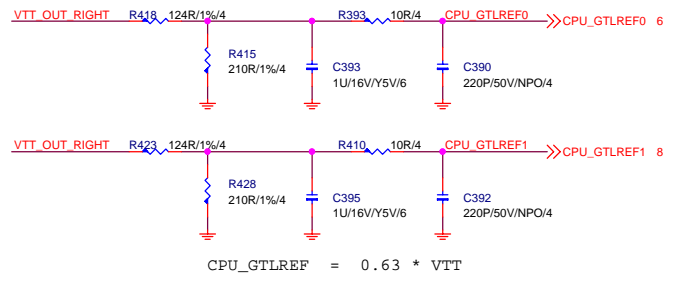 VTT_OUT_RIGHT R418 124R/1%/4 R393 10R/4 CPU_GTLREF0 CPU_GTLREF0 6
R415 C393 C390
210R/1%/4 1U/16V/Y5V/6 220P/50V/NPO/4
VTT_OUT_RIGHT R423 124R/1%/4 R410 10R/4 CPU_GTLREF1 CPU_GTLREF1 8
R428 C395 C392
210R/1%/4 1U/16V/Y5V/6 220P/50V/NPO/4
CPU_GTLREF = 0.63 * VTT